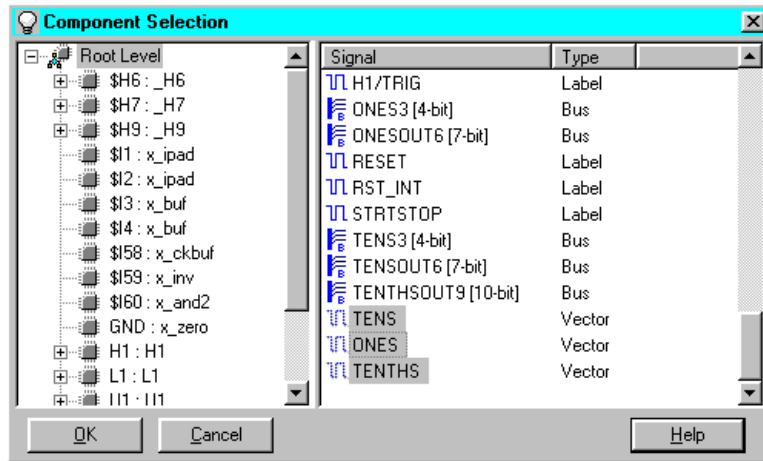 Component Selection
Root Level
$H6 : _H6
$H7 : _H7
$H9 : _H9
$I1 : x_ipad
$I2 : x_ipad
$I3 : x_buf
$I4 : x_buf
$I58 : x_ckbuf
$I59 : x_inv
$I60 : x_and2
GND : x_zero
H1 : H1
L1 : L1
U1 : U1
Signal Type
H1/TRIG Label
ONES3 [4-bit] Bus
ONESOUT6 [7-bit] Bus
RESET Label
RST_INT Label
STRTSTOP Label
TENS3 [4-bit] Bus
TENSOUT6 [7-bit] Bus
TENTHSOUT9 [10-bit] Bus
TENS Vector
ONES Vector
TENTHS Vector
OK Cancel Help